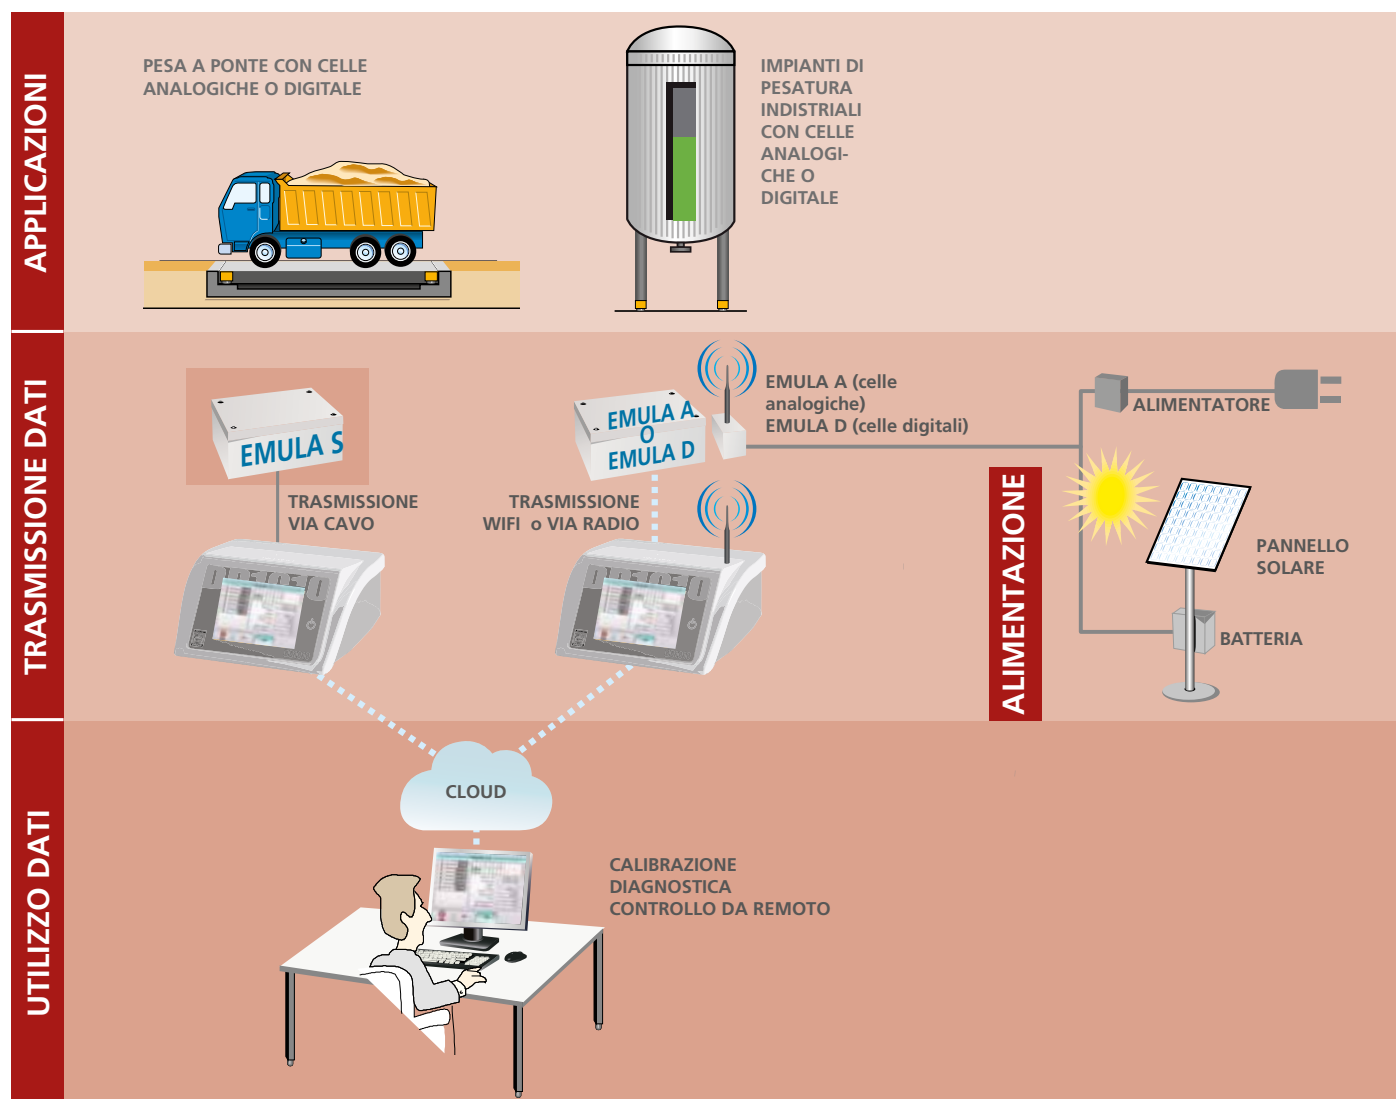 APPLICAZIONI
PESA A PONTE CON CELLE
ANALOGICHE O DIGITALE
IMPIANTI DI
PESATURA
INDISTRIALI
CON CELLE
ANALOGI-
CHE O
DIGITALE
TRASMISSIONE DATI
EMULA S
TRASMISSIONE
VIA CAVO
EMULA A
O
EMULA D
TRASMISSIONE
WIFI o VIA RADIO
EMULA A (celle
analogiche)
EMULA D (celle digitali)
ALIMENTAZIONE
ALIMENTATORE
PANNELLO
SOLARE
BATTERIA
UTILIZZO DATI
CLOUD
CALIBRAZIONE
DIAGNOSTICA
CONTROLLO DA REMOTO